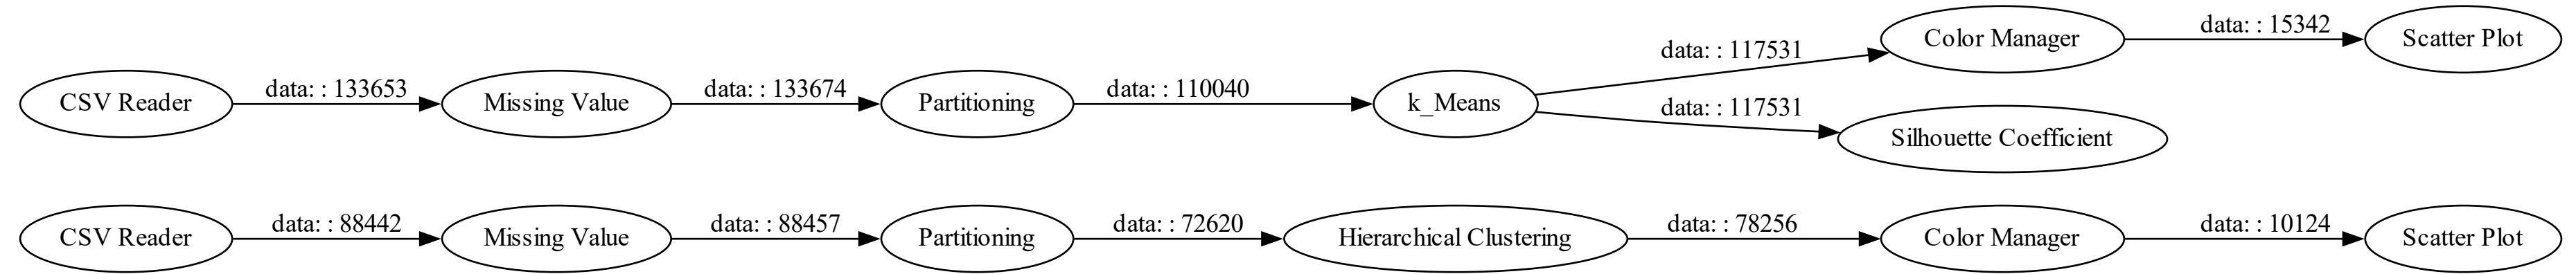 CSV Reader
data: : 133653
Missing Value
data: : 133674
Partitioning
data: : 110040
k_Means
data: : 117531
Color Manager
data: : 15342
Scatter Plot
data: : 117531
Silhouette Coefficient
CSV Reader
data: : 88442
Missing Value
data: : 88457
Partitioning
data: : 72620
Hierarchical Clustering
data: : 78256
Color Manager
data: : 10124
Scatter Plot